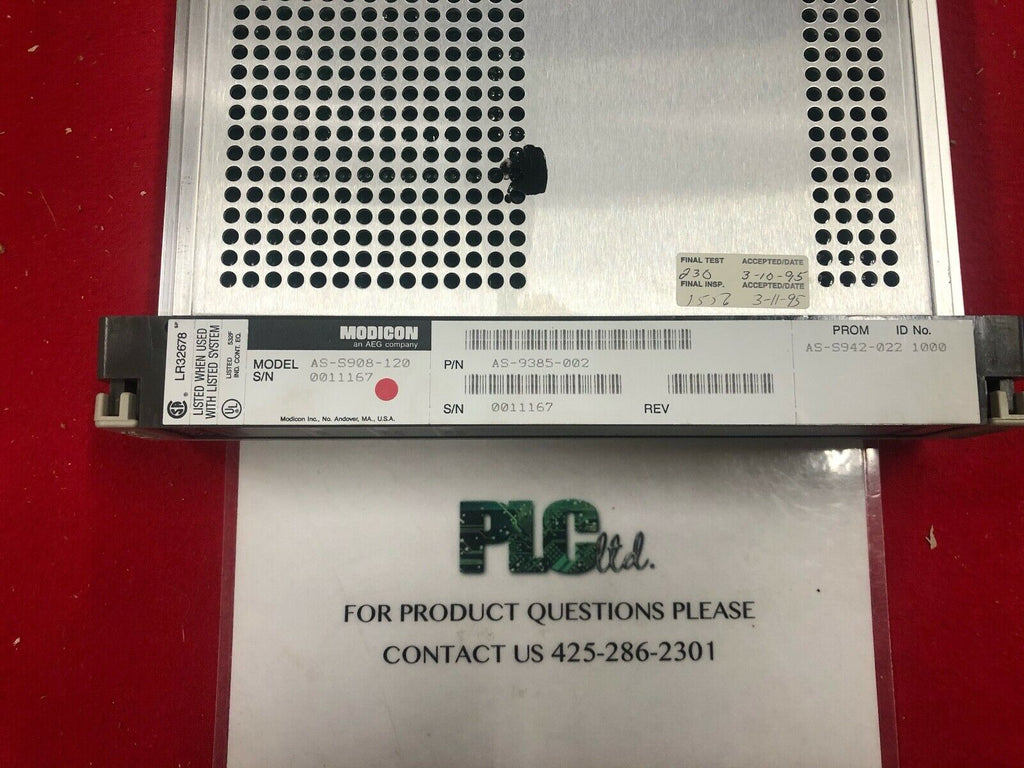 FINAL TEST ACCEPTED/DATE
230 3-10-95
FINAL INSP. ACCEPTED/DATE
3-11-95
LR32678
LISTED WHEN USED
WITH LISTED SYSTEM
LISTED 532F
IND. CONT. EQ.
UL
MODICON
an AEG company
MODEL AS-S908-120
S/N 0011167
Modicon Inc., No. Andover, MA., U.S.A.
P/N AS-9385-002
S/N 0011167 REV
PROM ID No.
AS-S942-022 1000
PLC ltd.
FOR PRODUCT QUESTIONS PLEASE
CONTACT US 425-286-2301